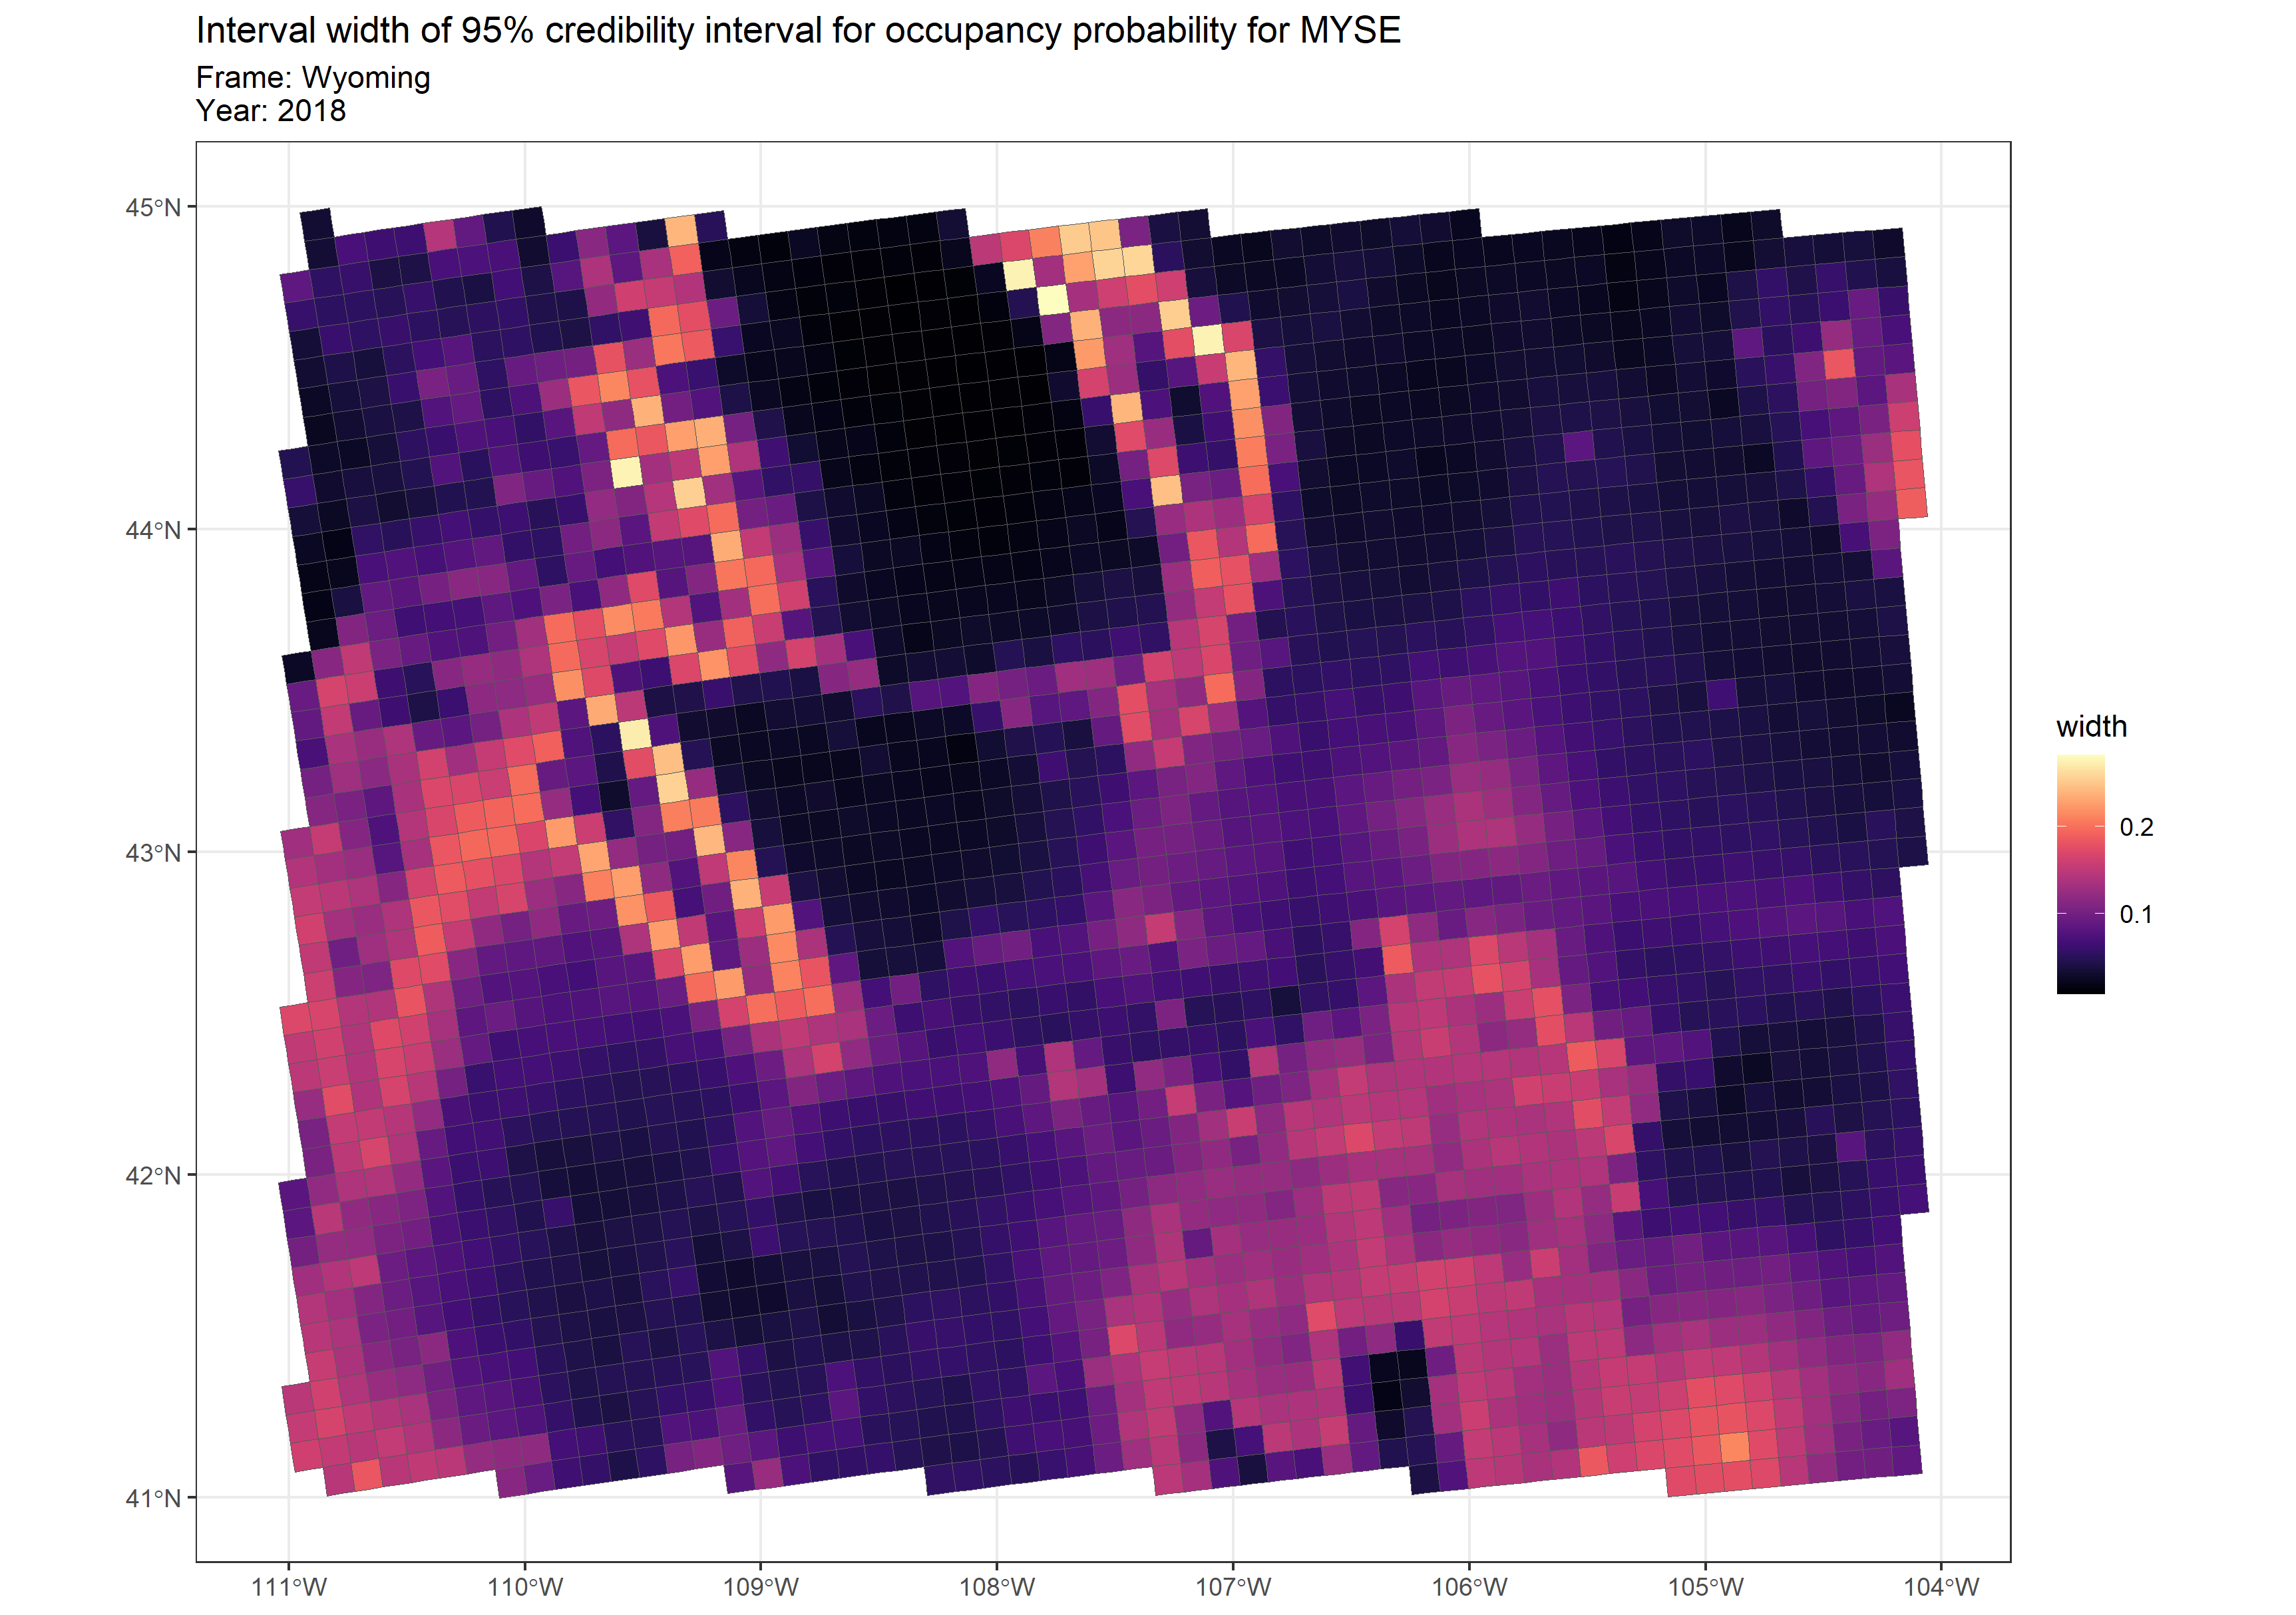 Interval width of 95% credibility interval for occupancy probability for MYSE
Frame: Wyoming
Year: 2018
45°N
44°N
43°N
42°N
41°N
111°W
110°W
109°W
108°W
107°W
106°W
105°W
104°W
width
0.2
0.1